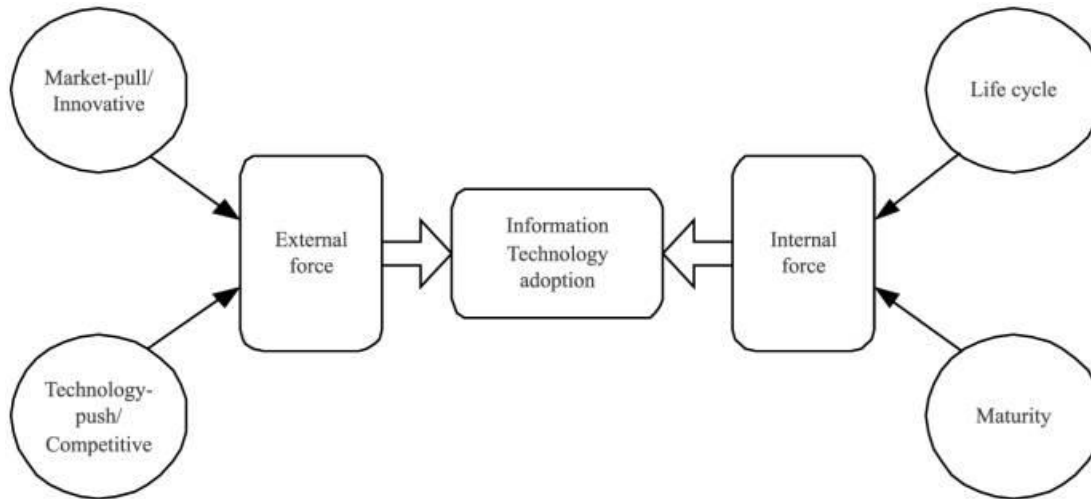 Market-pull/
Innovative
Technology-
push/
Competitive
External
force
Information
Technology
adoption
Internal
force
Life cycle
Maturity